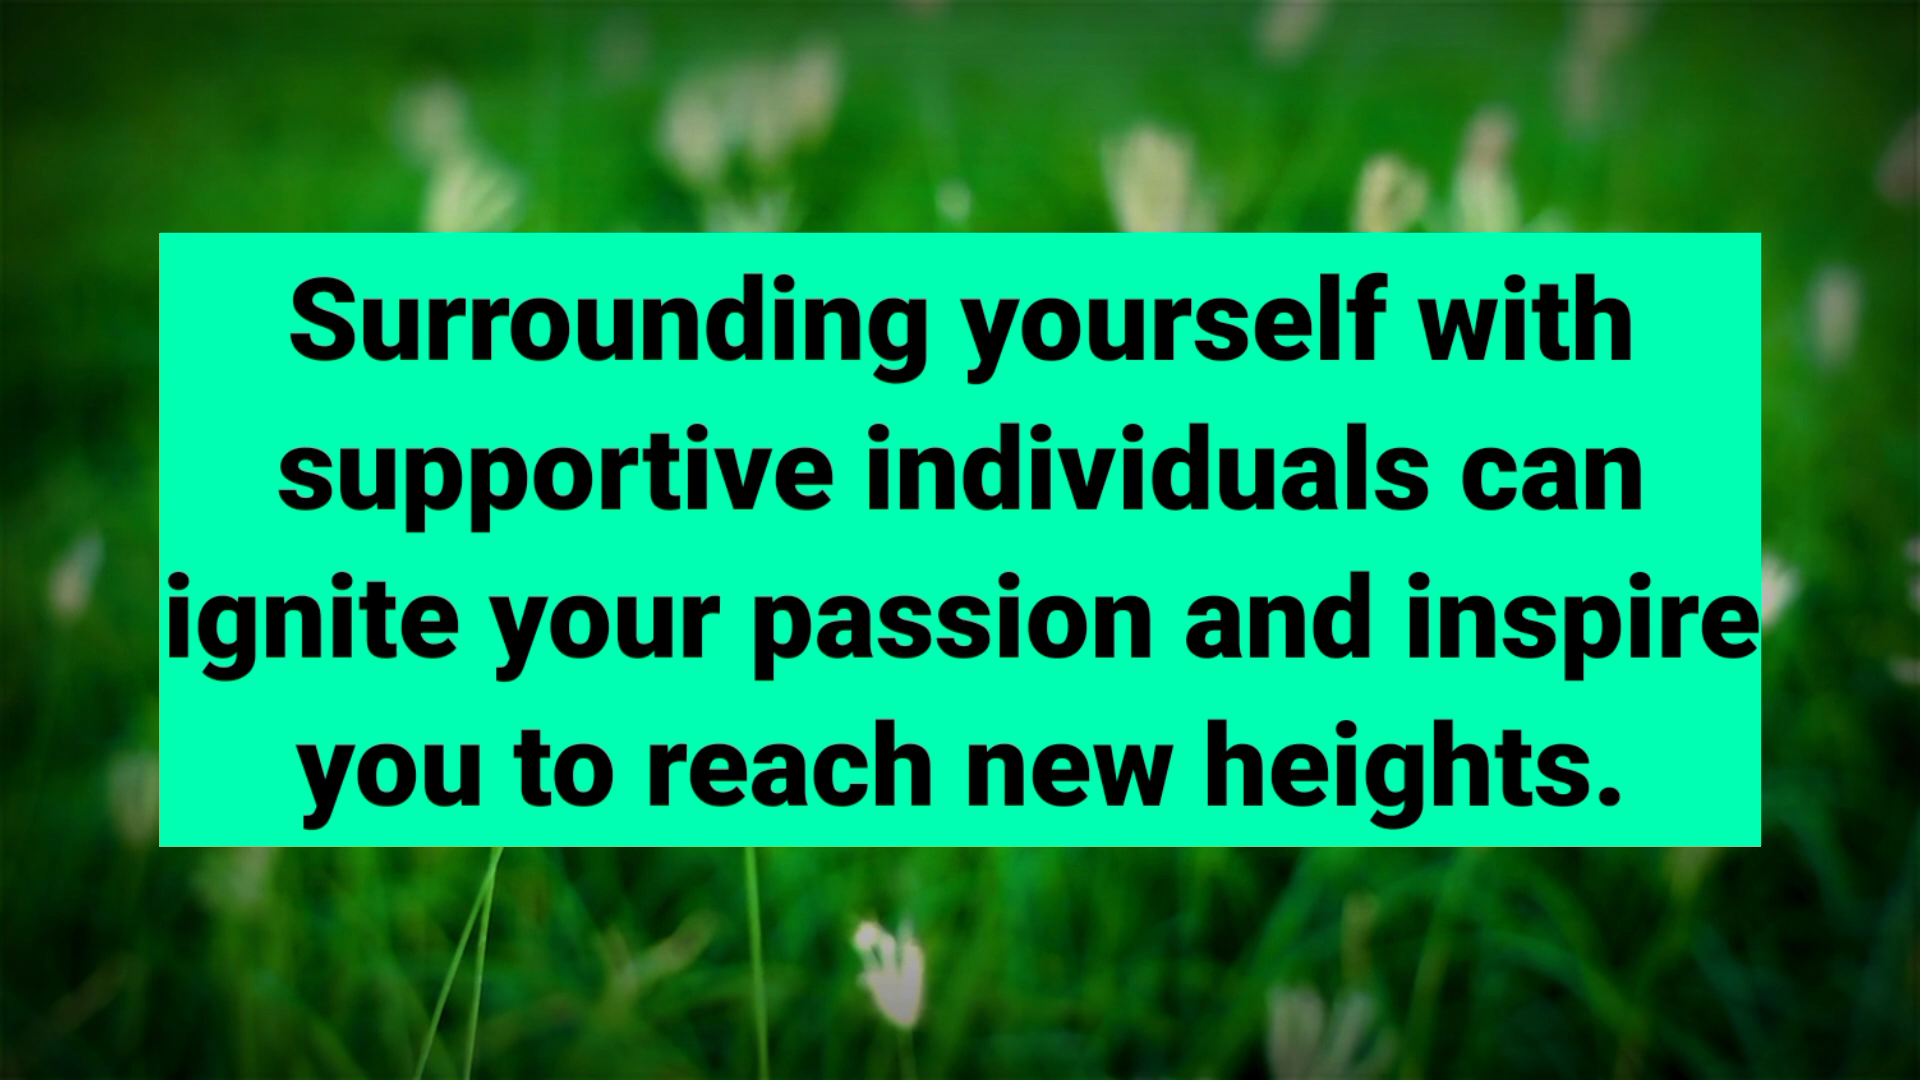 Surrounding yourself with
supportive individuals can
ignite your passion and inspire
you to reach new heights.